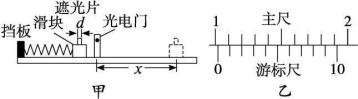 遮光片
滑块 d 光电门
挡板
x
甲
1 主尺 2
0 游标尺 10
乙